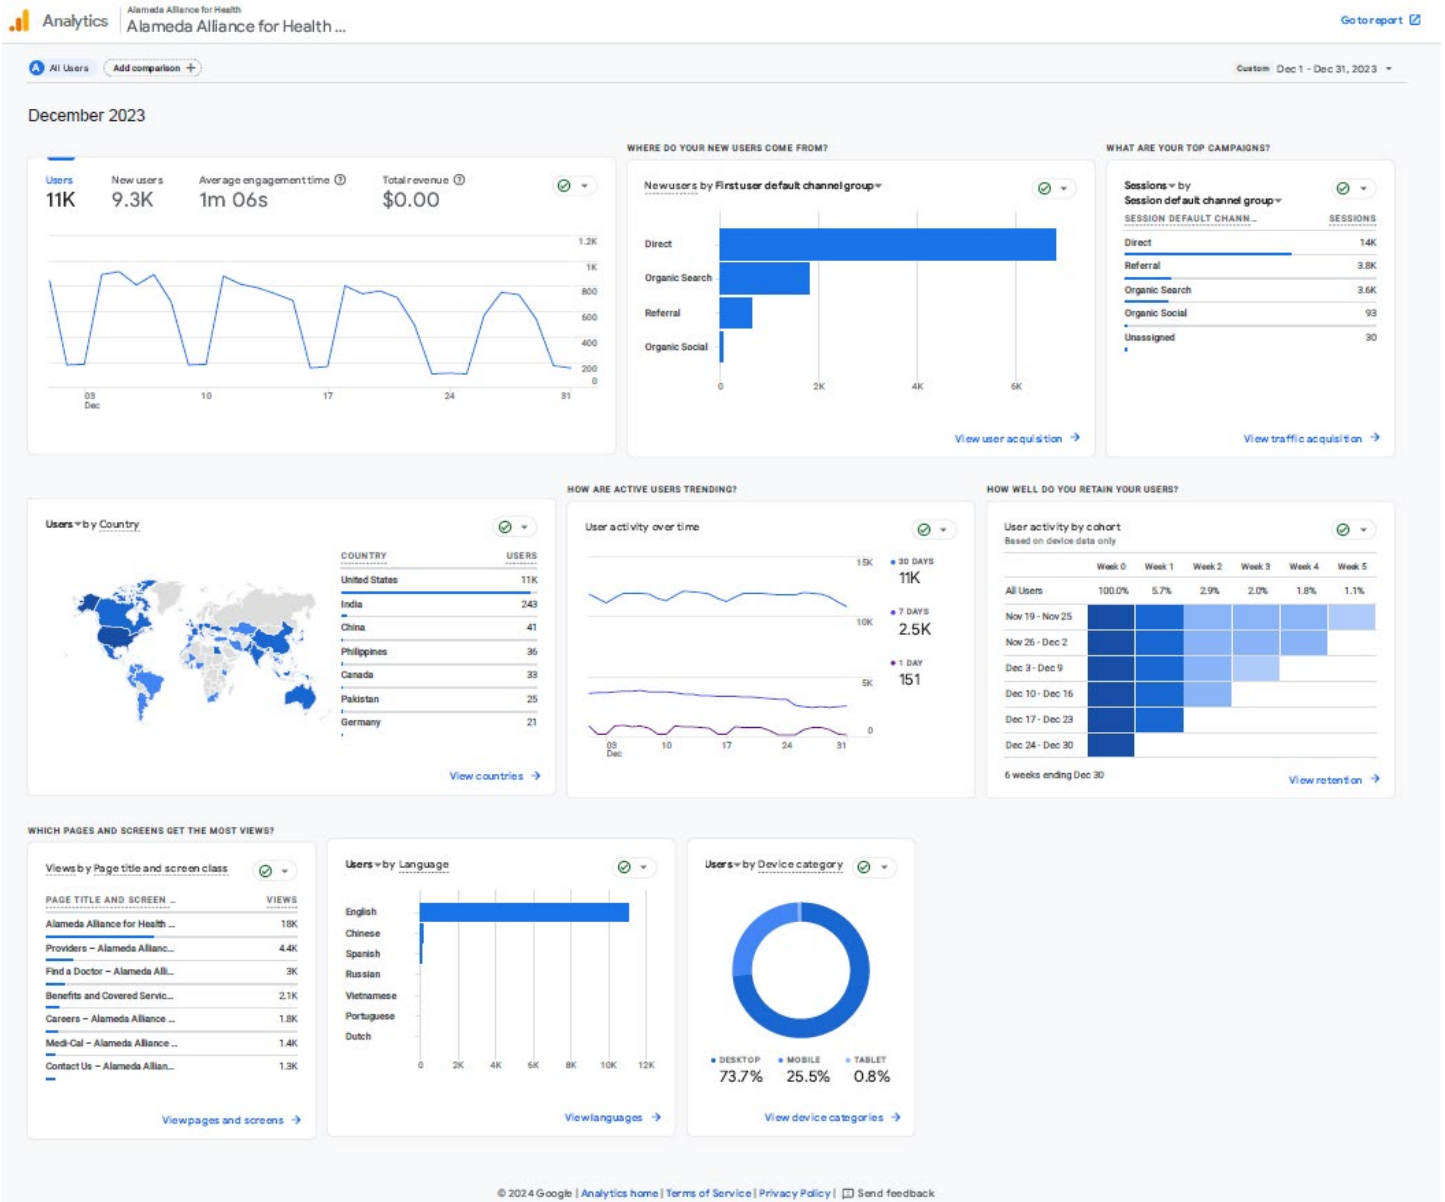 Analytics
Alameda Alliance for Health
Alameda Alliance for Health ...
Go to report
A All Users
Add comparison +
Custom Dec 1 - Dec 31, 2023
December 2023
Users
11K
New users
9.3K
Average engagement time
1m 06s
Total revenue
$0.00
1.2K
1K
800
600
400
200
0
03
Dec
10
17
24
31
WHERE DO YOUR NEW USERS COME FROM?
New users by First user default channel group
Direct
Organic Search
Referral
Organic Social
0
2K
4K
6K
View user acquisition →
WHAT ARE YOUR TOP CAMPAIGNS?
Sessions by
Session default channel group
SESSION DEFAULT CHANN... SESSIONS
Direct 14K
Referral 3.8K
Organic Search 3.6K
Organic Social 93
Unassigned 30
View traffic acquisition →
Users by Country
COUNTRY USERS
United States 11K
India 243
China 41
Philippines 36
Canada 33
Pakistan 25
Germany 21
View countries →
HOW ARE ACTIVE USERS TRENDING?
User activity over time
15K
10K
5K
0
03
Dec
10
17
24
31
30 DAYS
11K
7 DAYS
2.5K
1 DAY
151
HOW WELL DO YOU RETAIN YOUR USERS?
User activity by cohort
Based on device data only
Week 0 Week 1 Week 2 Week 3 Week 4 Week 5
All Users 100.0% 5.7% 2.9% 2.0% 1.8% 1.1%
Nov 19 - Nov 25
Nov 26 - Dec 2
Dec 3 - Dec 9
Dec 10 - Dec 16
Dec 17 - Dec 23
Dec 24 - Dec 30
6 weeks ending Dec 30
View retention →
WHICH PAGES AND SCREENS GET THE MOST VIEWS?
Views by Page title and screen class
PAGE TITLE AND SCREEN ... VIEWS
Alameda Alliance for Health ... 18K
Providers – Alameda Allianc... 4.4K
Find a Doctor – Alameda Alli... 3K
Benefits and Covered Servic... 2.1K
Careers – Alameda Alliance ... 1.8K
Medi-Cal – Alameda Alliance ... 1.4K
Contact Us – Alameda Allian... 1.3K
View pages and screens →
Users by Language
English
Chinese
Spanish
Russian
Vietnamese
Portuguese
Dutch
0
2K
4K
6K
8K
10K
12K
View languages →
Users by Device category
DESKTOP
73.7%
MOBILE
25.5%
TABLET
0.8%
View device categories →
© 2024 Google | Analytics home | Terms of Service | Privacy Policy | Send feedback